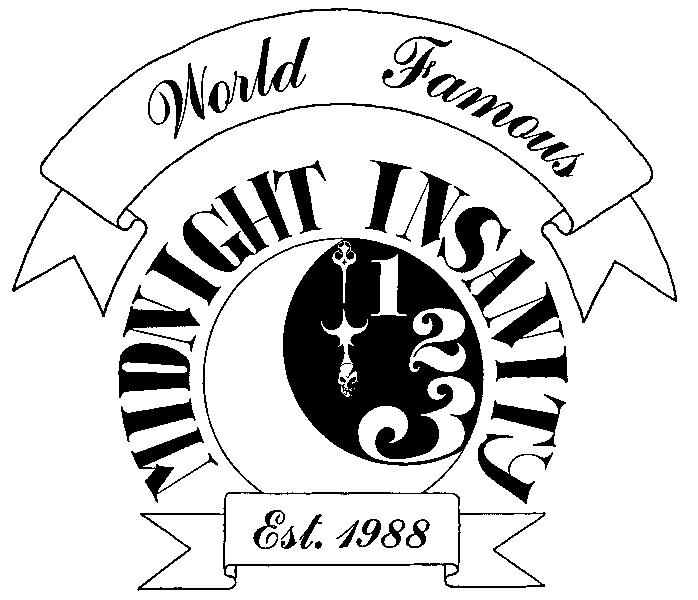 World Famous
MIDNIGHT INSANITY
1
2
3
Est. 1988